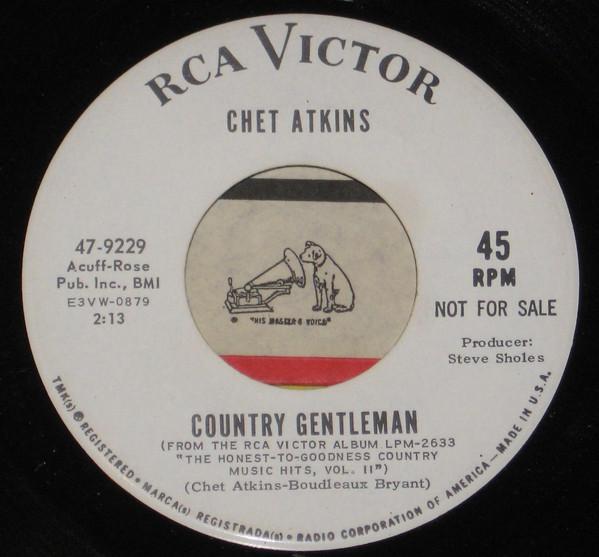 RCA VICTOR
CHET ATKINS
47-9229
Acuff-Rose
Pub. Inc., BMI
E3VW-0879
2:13
45
RPM
NOT FOR SALE
Producer:
Steve Sholes
"HIS MASTER'S VOICE"
COUNTRY GENTLEMAN
(FROM THE RCA VICTOR ALBUM LPM-2633
"THE HONEST-TO-GOODNESS COUNTRY
MUSIC HITS, VOL. II")
(Chet Atkins-Boudleaux Bryant)
TMK(s) ® REGISTERED • MARCA(s) REGISTRADA(s) • RADIO CORPORATION OF AMERICA—MADE IN U.S.A.